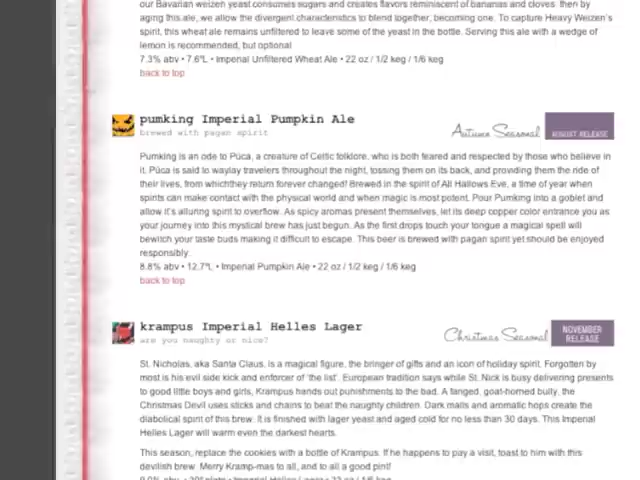 our Bavarian weizen yeast consumes sugars and creates flavors reminiscent of bananas and cloves. then by
aging this ale, we allow the divergent characteristics to blend together, becoming one. To capture Heavy Weizen's
spirit, this wheat ale remains unfiltered to leave some of the yeast in the bottle. Serving this ale with a wedge of
lemon is recommended, but optional
7.3% abv • 7.6ºL • Imperial Unfiltered Wheat Ale • 22 oz / 1/2 keg / 1/6 keg
back to top
pumking Imperial Pumpkin Ale
brewed with pagan spirit
Autumn Seasonal
AUGUST RELEASE
Pumking is an ode to Púca, a creature of Celtic folklore, who is both feared and respected by those who believe in
it. Púca is said to waylay travelers throughout the night, tossing them on its back, and providing them the ride of
their lives, from whichthey return forever changed! Brewed in the spirit of All Hallows Eve, a time of year when
spirits can make contact with the physical world and when magic is most potent. Pour Pumking into a goblet and
allow it's alluring spirit to overflow. As spicy aromas present themselves, let its deep copper color entrance you as
your journey into this mystical brew has just begun. As the first drops touch your tongue a magical spell will
bewitch your taste buds making it difficult to escape. This beer is brewed with pagan spirit yet should be enjoyed
responsibly.
8.8% abv • 12.7ºL • Imperial Pumpkin Ale • 22 oz / 1/2 keg / 1/6 keg
back to top
krampus Imperial Helles Lager
are you naughty or nice?
Christmas Seasonal
NOVEMBER
RELEASE
St. Nicholas, aka Santa Claus, is a magical figure, the bringer of gifts and an icon of holiday spirit. Forgotten by
most is his evil side kick and enforcer of 'the list'. European tradition says while St. Nick is busy delivering presents
to good little boys and girls, Krampus hands out punishments to the bad. A fanged, goat-horned bully, the
Christmas Devil uses sticks and chains to beat the naughty children. Dark malts and aromatic hops create the
diabolical spirit of this brew. It is finished with lager yeast and aged cold for no less than 30 days. This Imperial
Helles Lager will warm even the darkest hearts.
This season, replace the cookies with a bottle of Krampus. If he happens to pay a visit, toast to him with this
devilish brew. Merry Kramp-mas to all, and to all a good pint!